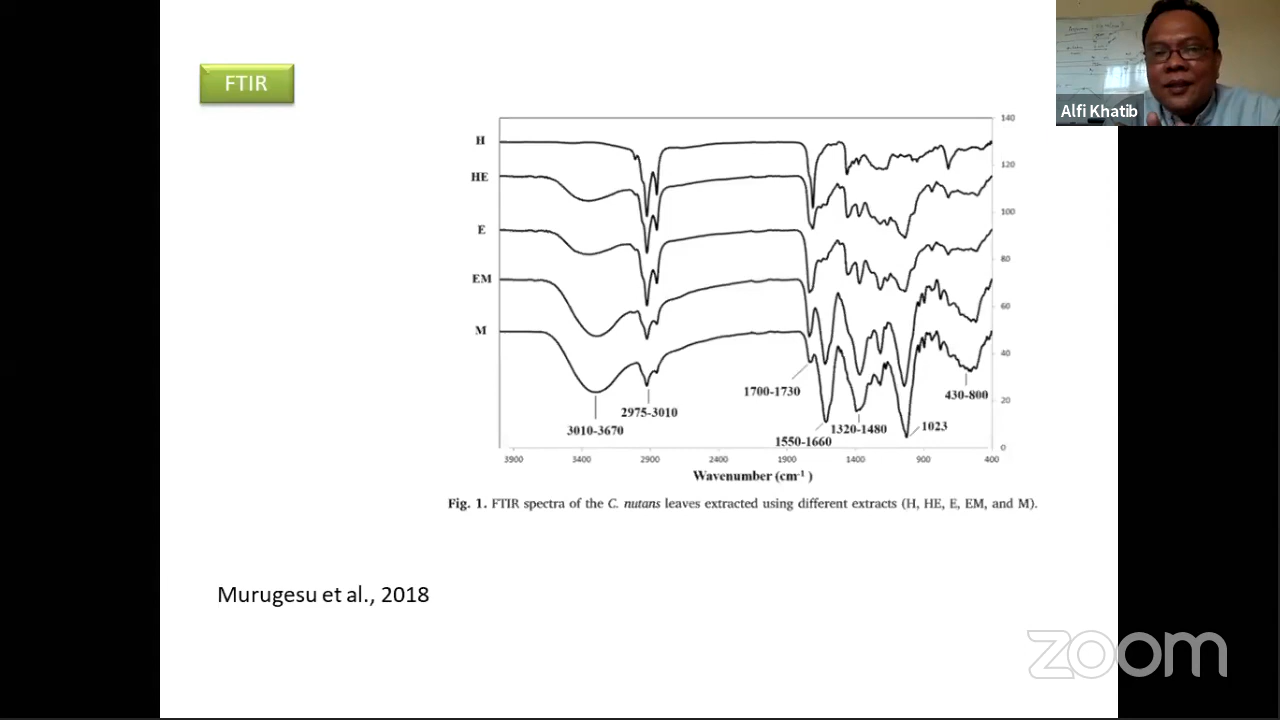 FTIR
Alfi Khatib
140
H
120
HE
100
E
80
EM
60
M
40
1700-1730
430-800
2975-3010
20
1320-1480
1023
3010-3670
1550-1660
0
3900 3400 2900 2400 1900 1400 900 400
Wavenumber (cm-1 )
Fig. 1. FTIR spectra of the C. nutans leaves extracted using different extracts (H, HE, E, EM, and M).
Murugesu et al., 2018
zoom